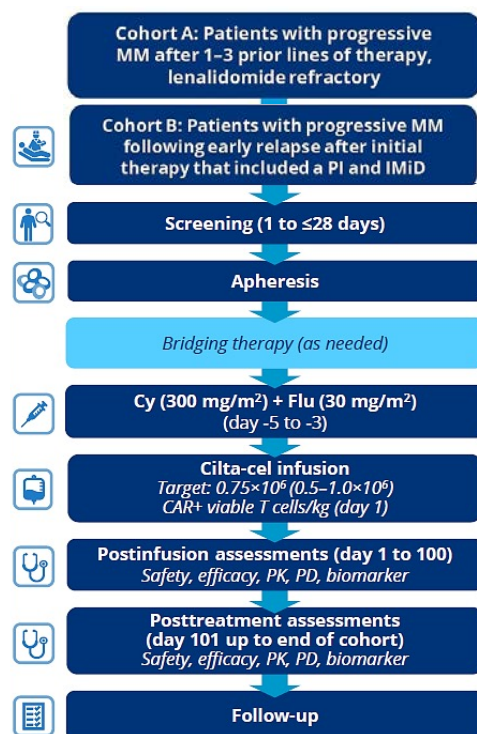 Cohort A: Patients with progressive
MM after 1–3 prior lines of therapy,
lenalidomide refractory
Cohort B: Patients with progressive MM
following early relapse after initial
therapy that included a PI and IMiD
Screening (1 to ≤28 days)
Apheresis
Bridging therapy (as needed)
Cy (300 mg/m²) + Flu (30 mg/m²)
(day -5 to -3)
Cilta-cel infusion
Target: 0.75×10⁶ (0.5–1.0×10⁶)
CAR+ viable T cells/kg (day 1)
Postinfusion assessments (day 1 to 100)
Safety, efficacy, PK, PD, biomarker
Posttreatment assessments
(day 101 up to end of cohort)
Safety, efficacy, PK, PD, biomarker
Follow-up